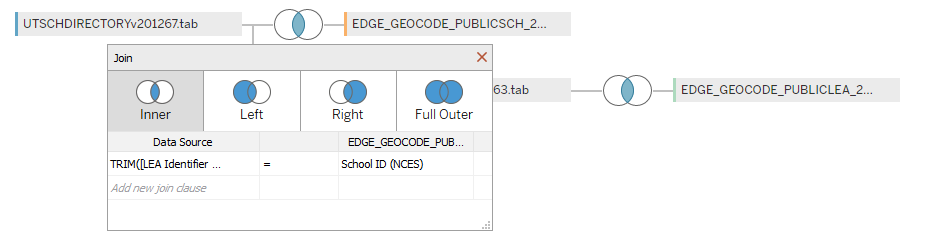 UTSCHDIRECTORYv201267.tab
EDGE_GEOCODE_PUBLICSCH_2...
Join
Inner
Left
Right
Full Outer
63.tab
EDGE_GEOCODE_PUBLICLEA_2...
Data Source
EDGE_GEOCODE_PUB...
TRIM([LEA Identifier ... = School ID (NCES)
Add new join clause